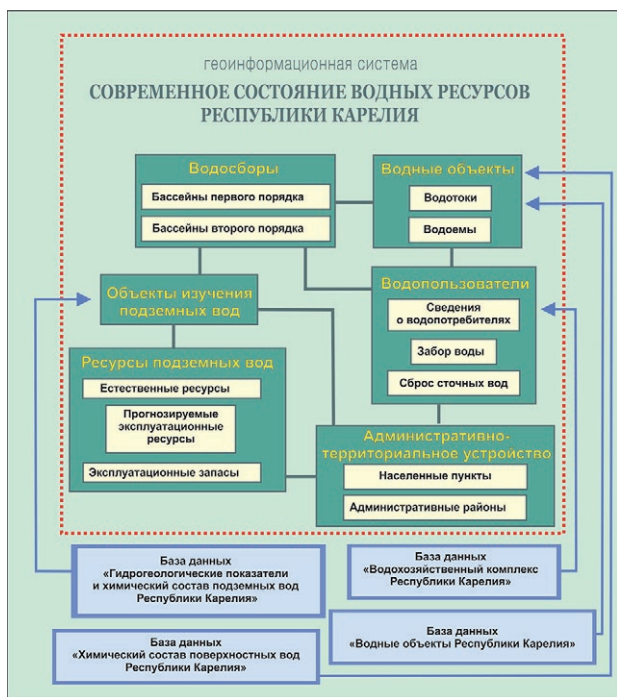 геоинформационная система
СОВРЕМЕННОЕ СОСТОЯНИЕ ВОДНЫХ РЕСУРСОВ
РЕСПУБЛИКИ КАРЕЛИЯ
Водосборы
Бассейны первого порядка
Бассейны второго порядка
Водные объекты
Водотоки
Водоемы
Объекты изучения
подземных вод
Водопользователи
Сведения
о водопотребителях
Забор воды
Сброс сточных вод
Ресурсы подземных вод
Естественные ресурсы
Прогнозируемые
эксплуатационные
ресурсы
Эксплуатационные запасы
Административно-
территориальное устройство
Населенные пункты
Административные районы
База данных
«Гидрогеологические показатели
и химический состав подземных вод
Республики Карелия»
База данных
«Водохозяйственный комплекс
Республики Карелия»
База данных
«Химический состав поверхностных вод
Республики Карелия»
База данных
«Водные объекты Республики Карелия»